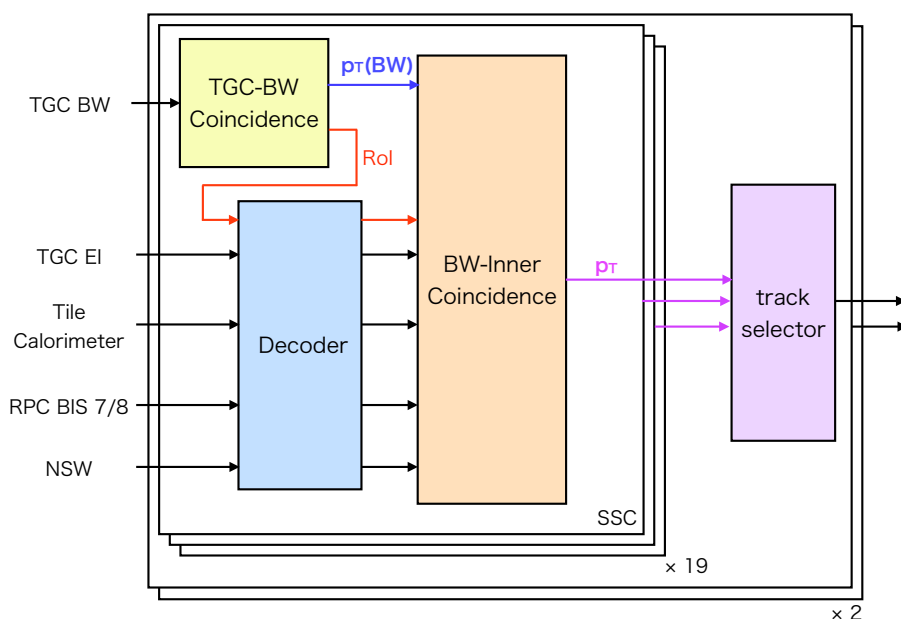 TGC BW
TGC-BW
Coincidence
pT(BW)
RoI
TGC EI
Tile
Calorimeter
RPC BIS 7/8
NSW
Decoder
BW-Inner
Coincidence
pT
track
selector
SSC
× 19
× 2